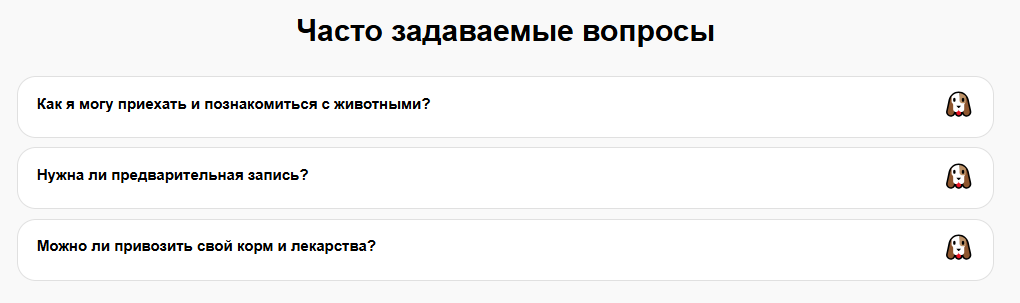 Часто задаваемые вопросы
Как я могу приехать и познакомиться с животными?
Нужна ли предварительная запись?
Можно ли привозить свой корм и лекарства?